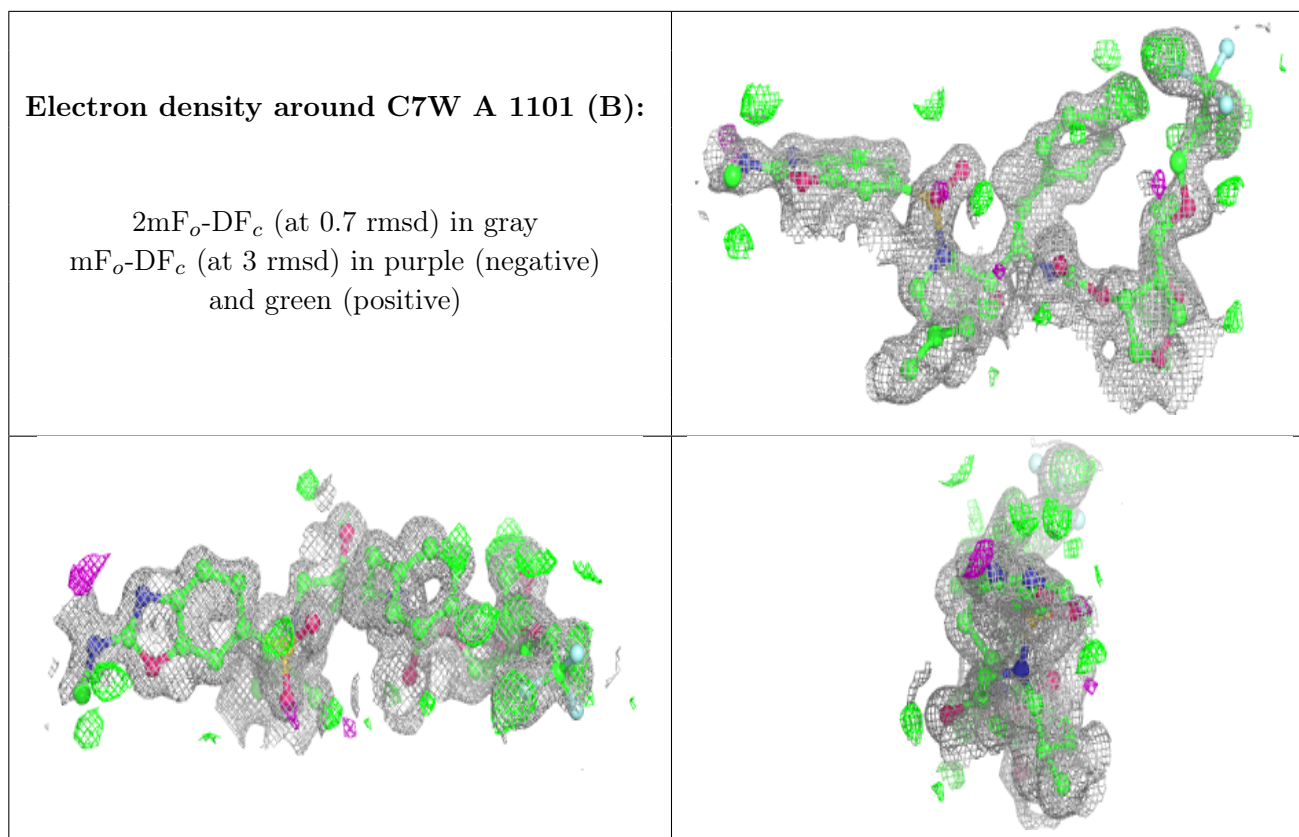 Electron density around C7W A 1101 (B):
2mFₒ-DF𝑐 (at 0.7 rmsd) in gray
mFₒ-DF𝑐 (at 3 rmsd) in purple (negative)
and green (positive)